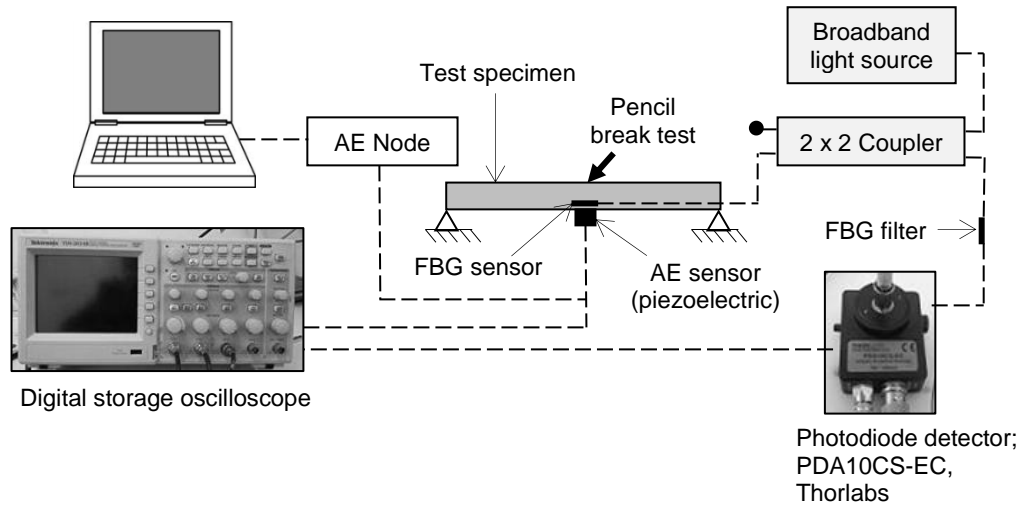 Broadband
light source
Test specimen
Pencil
break test
AE Node
2 x 2 Coupler
FBG filter
FBG sensor
AE sensor
(piezoelectric)
Tektronix
Digital storage oscilloscope
Photodiode detector;
PDA10CS-EC,
Thorlabs